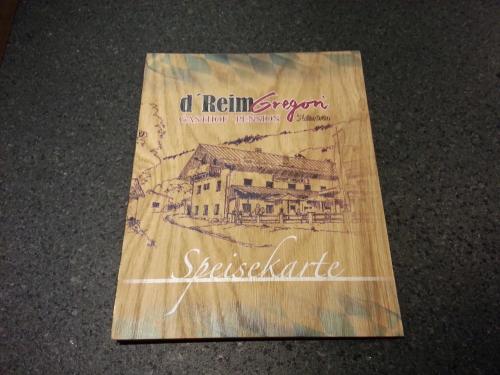 d´Reim Gregori
GASTHOF PENSION
Speisekarte